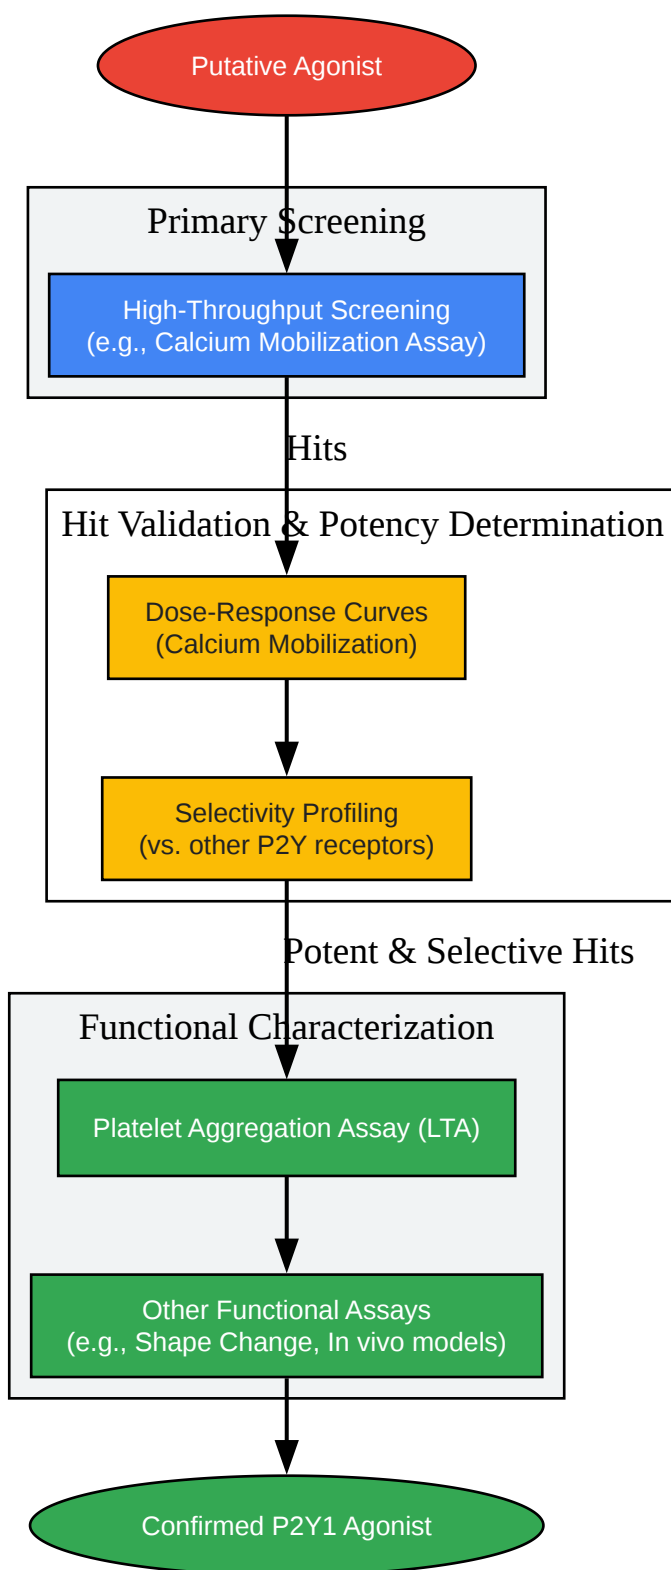 Putative Agonist
Primary Screening
High-Throughput Screening
(e.g., Calcium Mobilization Assay)
Hits
Hit Validation & Potency Determination
Dose-Response Curves
(Calcium Mobilization)
Selectivity Profiling
(vs. other P2Y receptors)
Potent & Selective Hits
Functional Characterization
Platelet Aggregation Assay (LTA)
Other Functional Assays
(e.g., Shape Change, In vivo models)
Confirmed P2Y1 Agonist